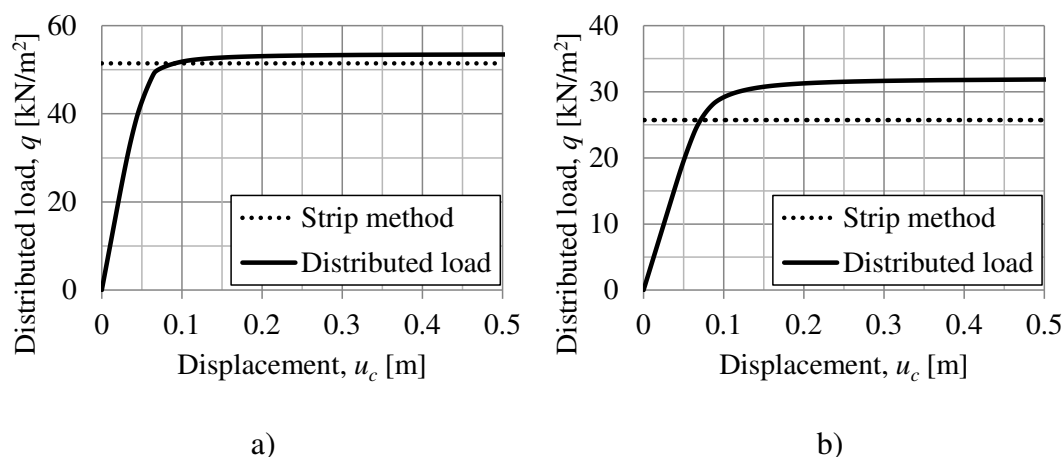 Distributed load, q [kN/m²]
60
40
20
0
Strip method
Distributed load
0 0.1 0.2 0.3 0.4 0.5
Displacement, u_c [m]
a)
Distributed load, q [kN/m²]
40
30
20
10
0
Strip method
Distributed load
0 0.1 0.2 0.3 0.4 0.5
Displacement, u_c [m]
b)